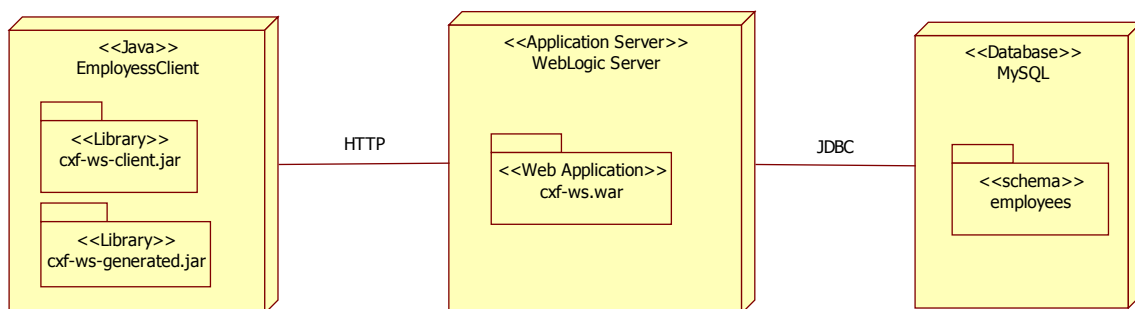 <<Java>>
EmployessClient
<<Library>>
cxf-ws-client.jar
<<Library>>
cxf-ws-generated.jar
HTTP
<<Application Server>>
WebLogic Server
<<Web Application>>
cxf-ws.war
JDBC
<<Database>>
MySQL
<<schema>>
employees